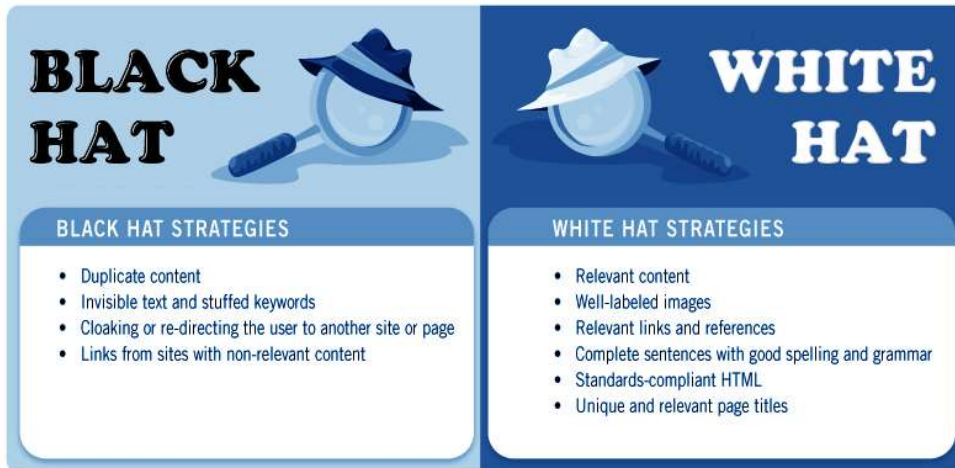 BLACK
HAT
BLACK HAT STRATEGIES
• Duplicate content
• Invisible text and stuffed keywords
• Cloaking or re-directing the user to another site or page
• Links from sites with non-relevant content
WHITE
HAT
WHITE HAT STRATEGIES
• Relevant content
• Well-labeled images
• Relevant links and references
• Complete sentences with good spelling and grammar
• Standards-compliant HTML
• Unique and relevant page titles